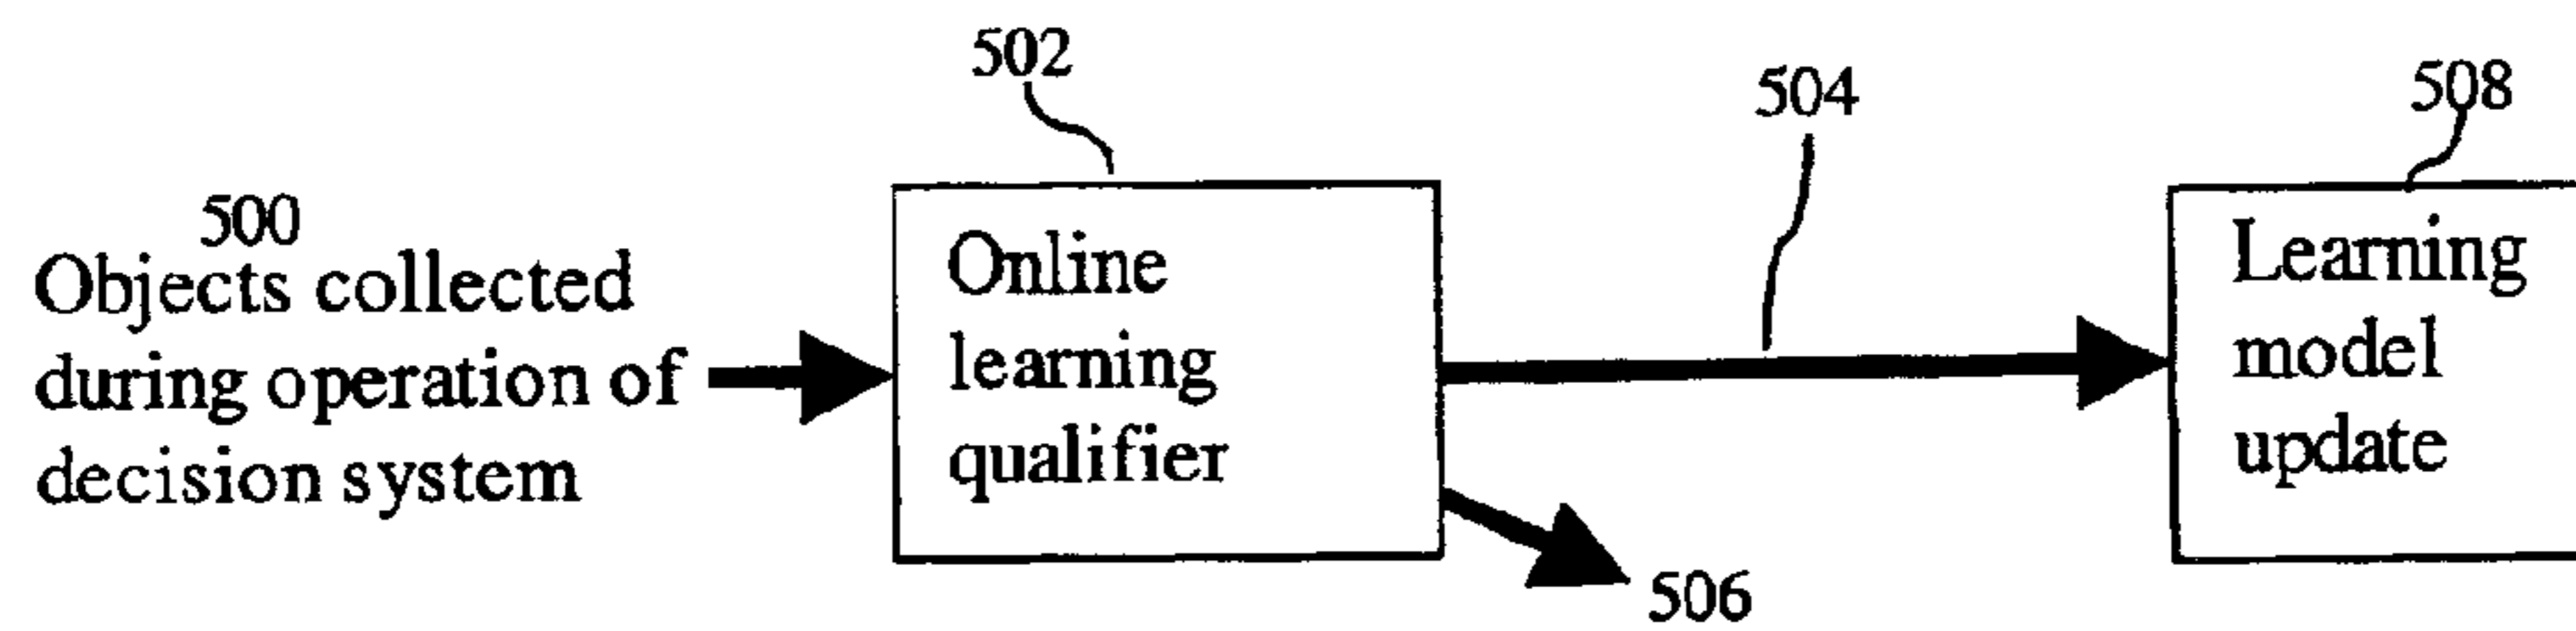 502
504
508
500
Objects collected
during operation of
decision system
Online
learning
qualifier
Learning
model
update
506